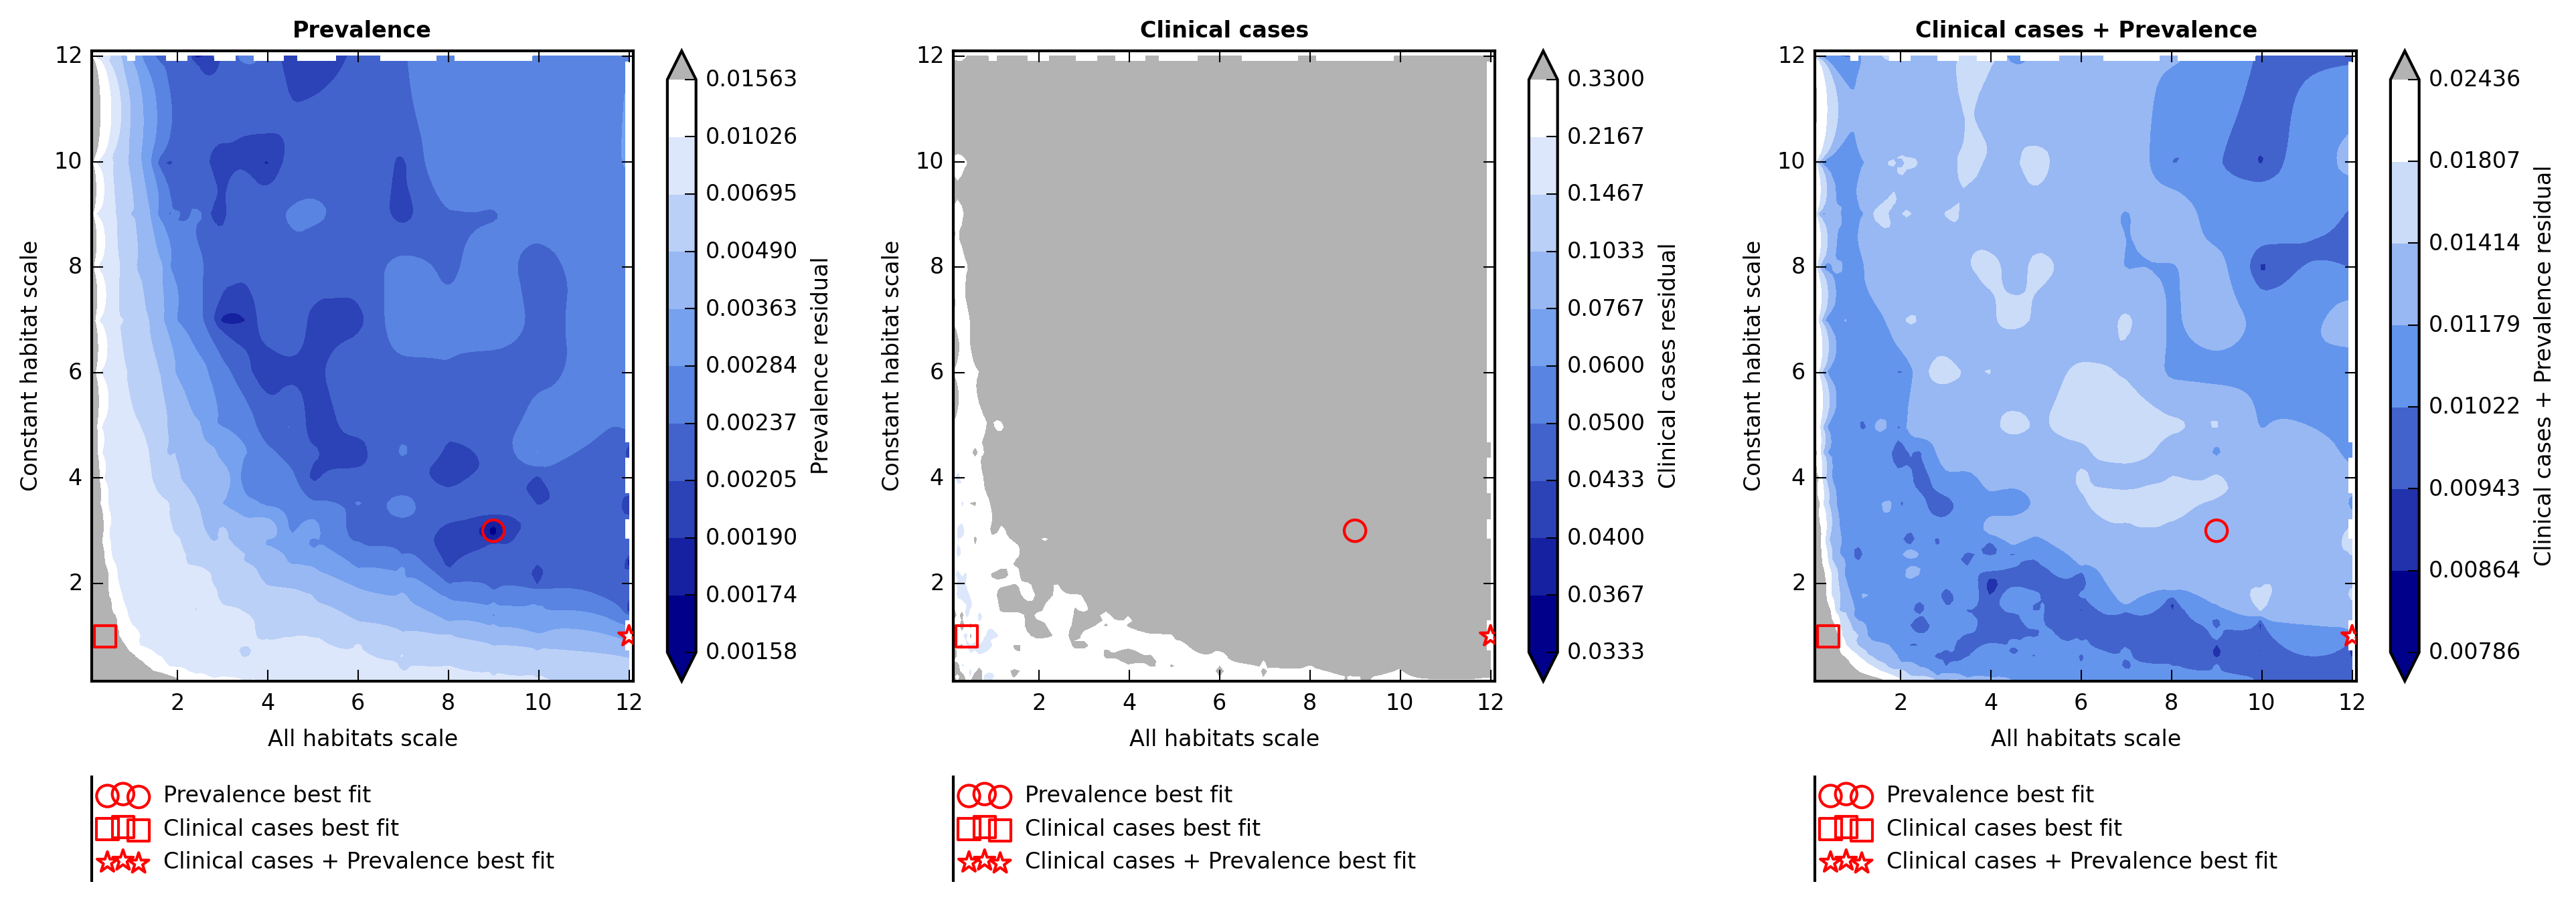 Prevalence
Constant habitat scale
12
10
8
6
4
2
2 4 6 8 10 12
All habitats scale
0.01563
0.01026
0.00695
0.00490
0.00363
0.00284
0.00237
0.00205
0.00190
0.00174
0.00158
Prevalence residual
Prevalence best fit
Clinical cases best fit
Clinical cases + Prevalence best fit
Clinical cases
Constant habitat scale
12
10
8
6
4
2
2 4 6 8 10 12
All habitats scale
0.3300
0.2167
0.1467
0.1033
0.0767
0.0600
0.0500
0.0433
0.0400
0.0367
0.0333
Clinical cases residual
Prevalence best fit
Clinical cases best fit
Clinical cases + Prevalence best fit
Clinical cases + Prevalence
Constant habitat scale
12
10
8
6
4
2
2 4 6 8 10 12
All habitats scale
0.02436
0.01807
0.01414
0.01179
0.01022
0.00943
0.00864
0.00786
Clinical cases + Prevalence residual
Prevalence best fit
Clinical cases best fit
Clinical cases + Prevalence best fit